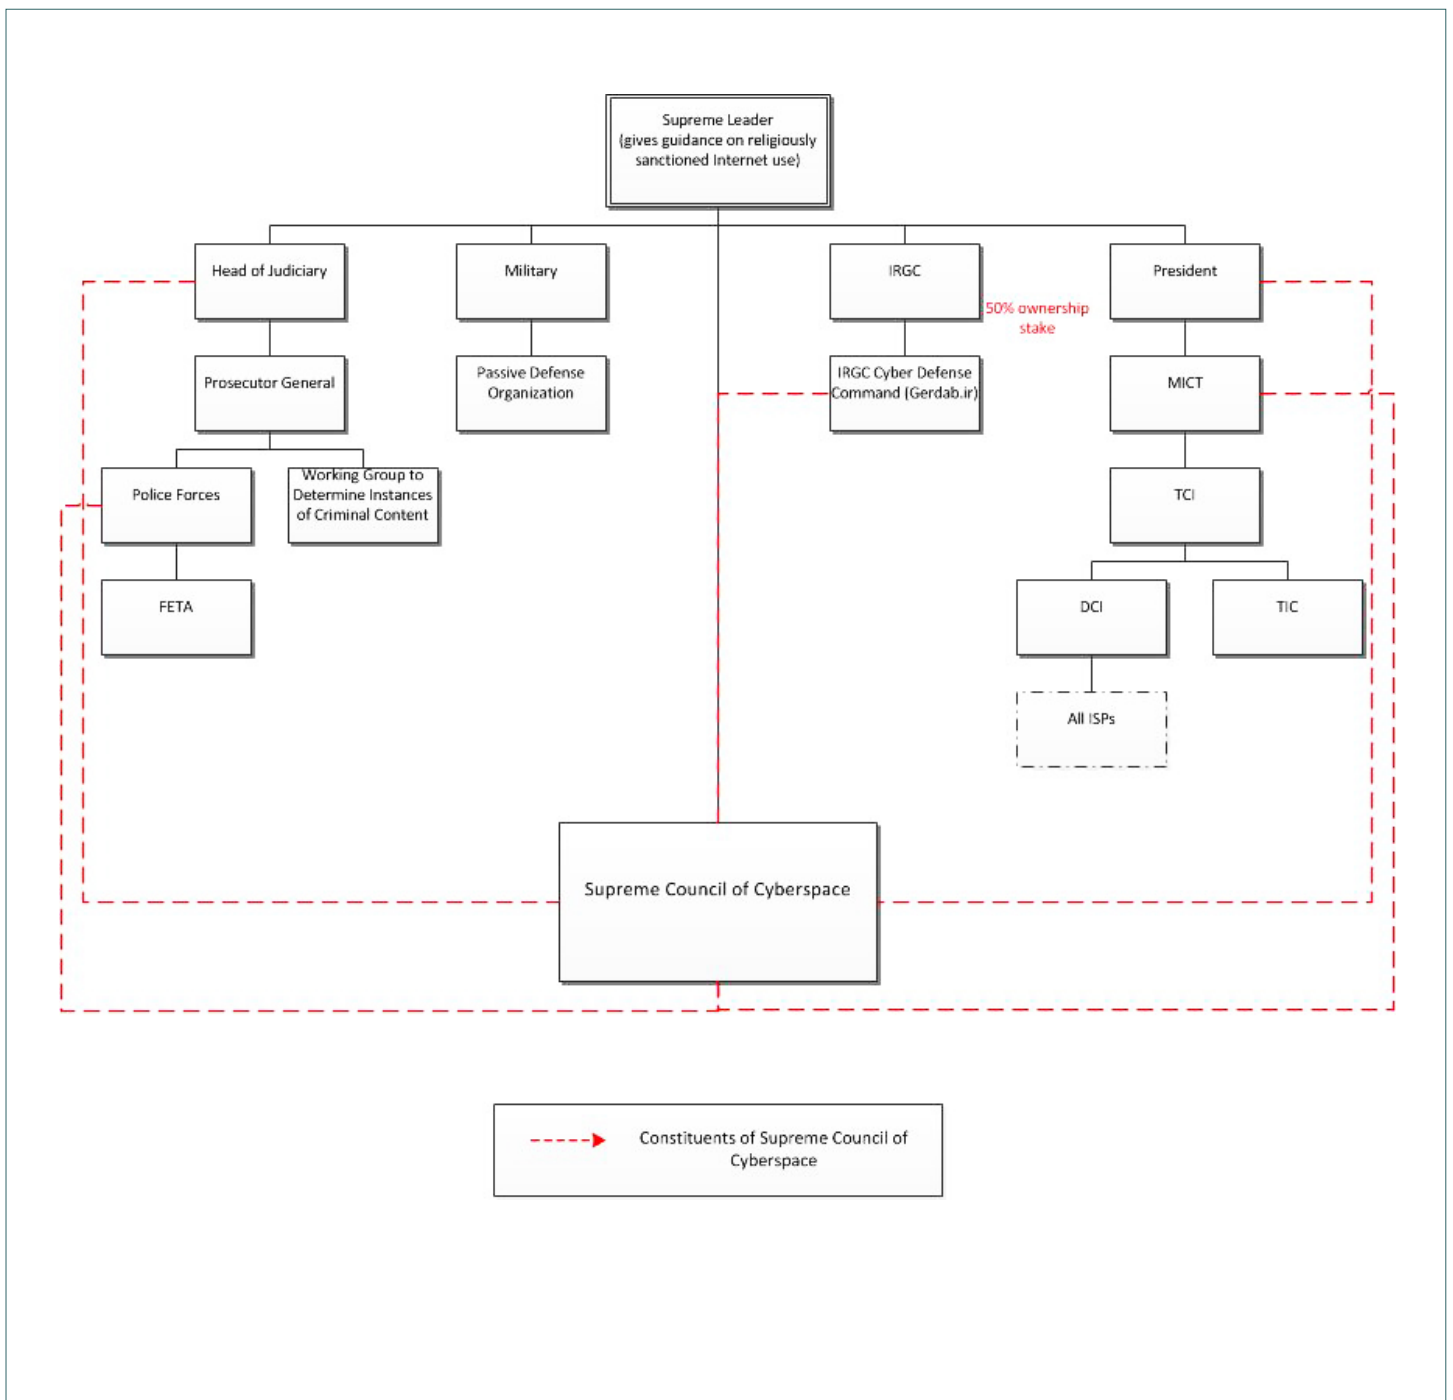 Supreme Leader
(gives guidance on religiously
sanctioned Internet use)
Head of Judiciary
Military
IRGC
President
50% ownership
stake
Prosecutor General
Passive Defense
Organization
IRGC Cyber Defense
Command (Gerdab.ir)
MICT
Police Forces
Working Group to
Determine Instances
of Criminal Content
TCI
FETA
DCI
TIC
All ISPs
Supreme Council of Cyberspace
Constituents of Supreme Council of
Cyberspace